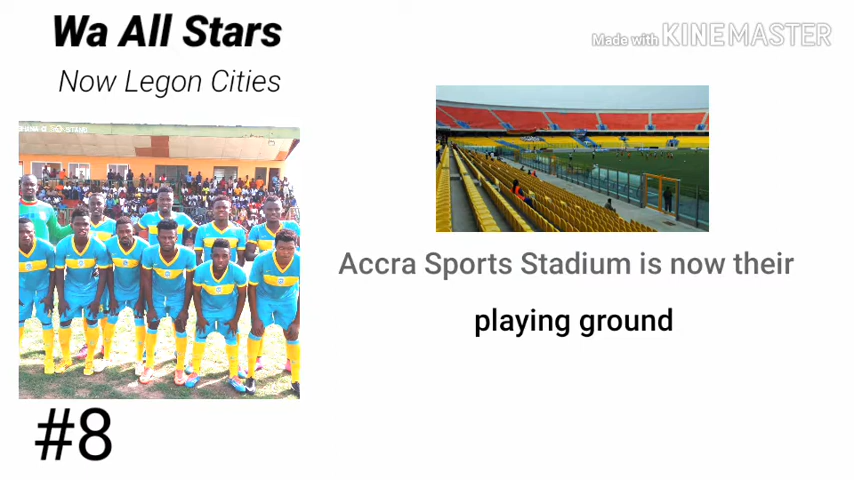 Wa All Stars
Now Legon Cities
Made with KINEMASTER
Accra Sports Stadium is now their
playing ground
#8